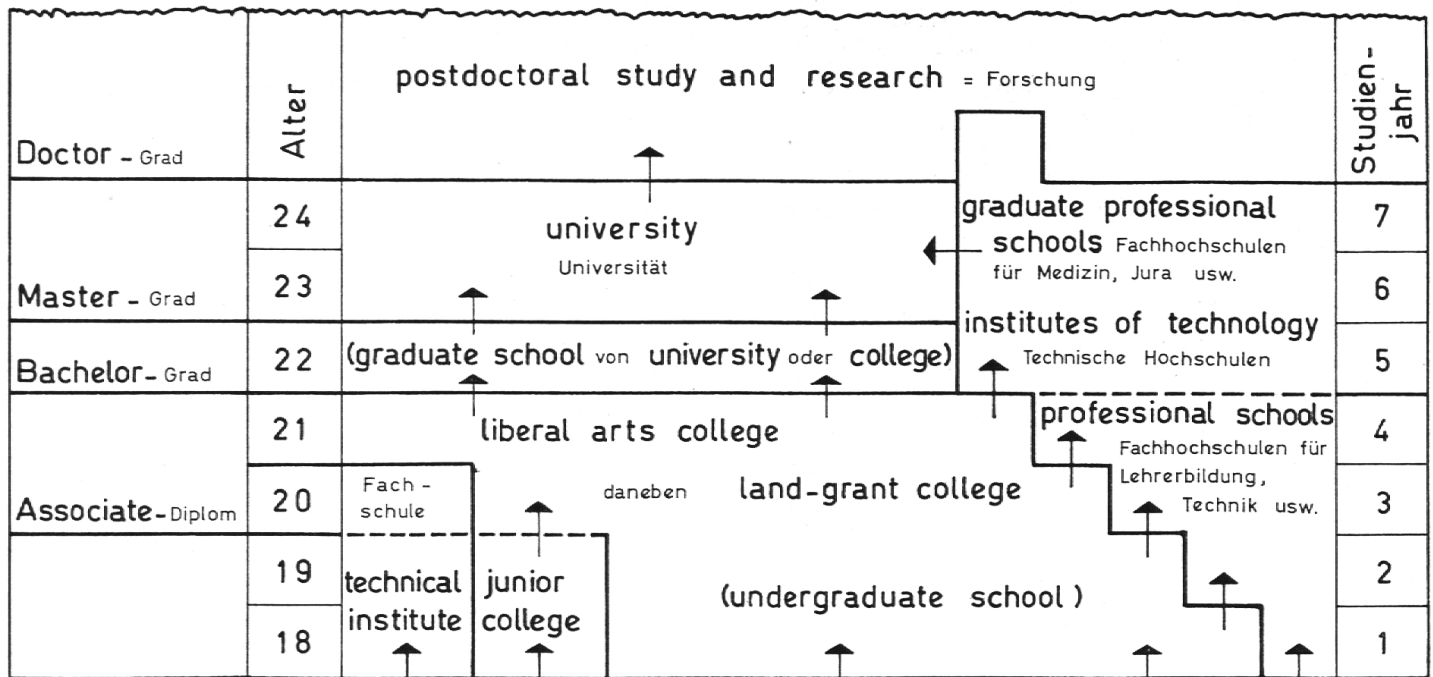 postdoctoral study and research = Forschung
Alter
Studien-
jahr
Doctor - Grad
24
university
Universität
graduate professional
schools Fachhochschulen
für Medizin, Jura usw.
7
Master - Grad
23
6
institutes of technology
Technische Hochschulen
Bachelor - Grad
22
(graduate school von university oder college)
5
21
liberal arts college
professional schools
Fachhochschulen für
Lehrerbildung,
Technik usw.
4
Associate - Diplom
20
Fach -
schule
daneben land-grant college
3
19
technical
institute
junior
college
(undergraduate school)
2
18
1